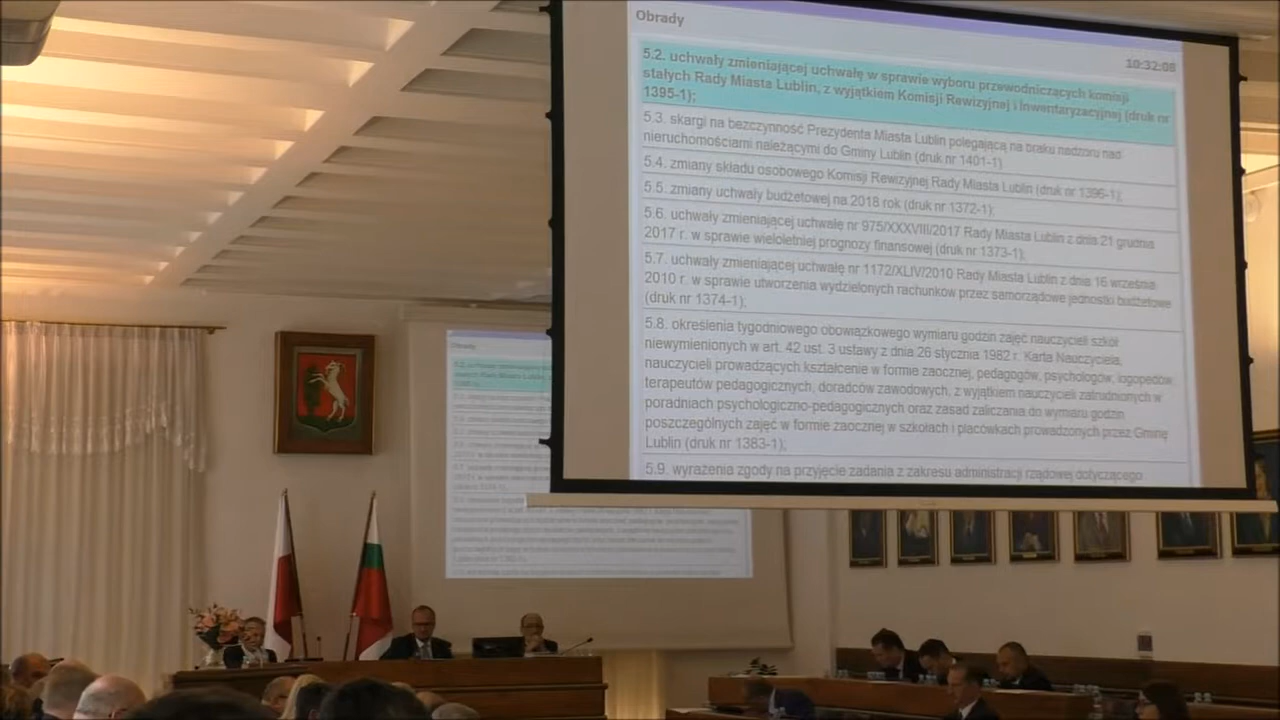 Obrady
10:32:08
5.2. uchwały zmieniającej uchwałę w sprawie wyboru przewodniczących komisji
stałych Rady Miasta Lublin, z wyjątkiem Komisji Rewizyjnej i Inwentaryzacyjnej (druk nr
1395-1);
5.3. skargi na bezczynność Prezydenta Miasta Lublin polegającą na braku nadzoru nad
nieruchomościami należącymi do Gminy Lublin (druk nr 1401-1)
5.4. zmiany składu osobowego Komisji Rewizyjnej Rady Miasta Lublin (druk nr 1396-1);
5.5. zmiany uchwały budżetowej na 2018 rok (druk nr 1372-1);
5.6. uchwały zmieniającej uchwałę nr 975/XXXVIII/2017 Rady Miasta Lublin z dnia 21 grudnia
2017 r. w sprawie wieloletniej prognozy finansowej (druk nr 1373-1);
5.7. uchwały zmieniającej uchwałę nr 1172/XLIV/2010 Rady Miasta Lublin z dnia 16 września
2010 r. w sprawie utworzenia wydzielonych rachunków przez samorządowe jednostki budżetowe
(druk nr 1374-1);
5.8. określenia tygodniowego obowiązkowego wymiaru godzin zajęć nauczycieli szkół
niewymienionych w art. 42 ust. 3 ustawy z dnia 26 stycznia 1982 r. Karta Nauczyciela,
nauczycieli prowadzących kształcenie w formie zaocznej, pedagogów, psychologów, logopedów,
terapeutów pedagogicznych, doradców zawodowych, z wyjątkiem nauczycieli zatrudnionych w
poradniach psychologiczno-pedagogicznych oraz zasad zaliczania do wymiaru godzin
poszczególnych zajęć w formie zaocznej w szkołach i placówkach prowadzonych przez Gminę
Lublin (druk nr 1383-1);
5.9. wyrażenia zgody na przyjęcie zadania z zakresu administracji rządowej dotyczącego
Obrady